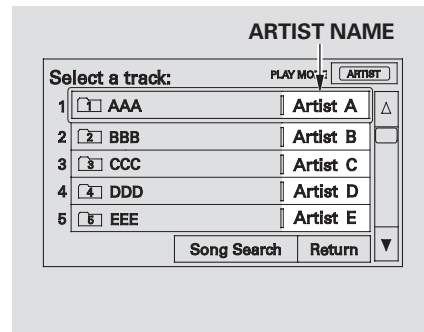 ARTIST NAME
Select a track: PLAY MODE: ARTIST
1 1 AAA Artist A
2 2 BBB Artist B
3 3 CCC Artist C
4 4 DDD Artist D
5 5 EEE Artist E
Song Search Return